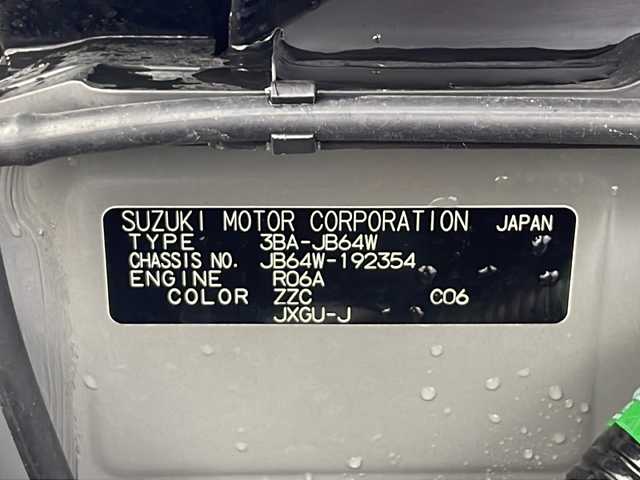 SUZUKI MOTOR CORPORATION JAPAN
TYPE 3BA-JB64W
CHASSIS NO. JB64W-192354
ENGINE R06A
COLOR ZZC C06
JXGU-J